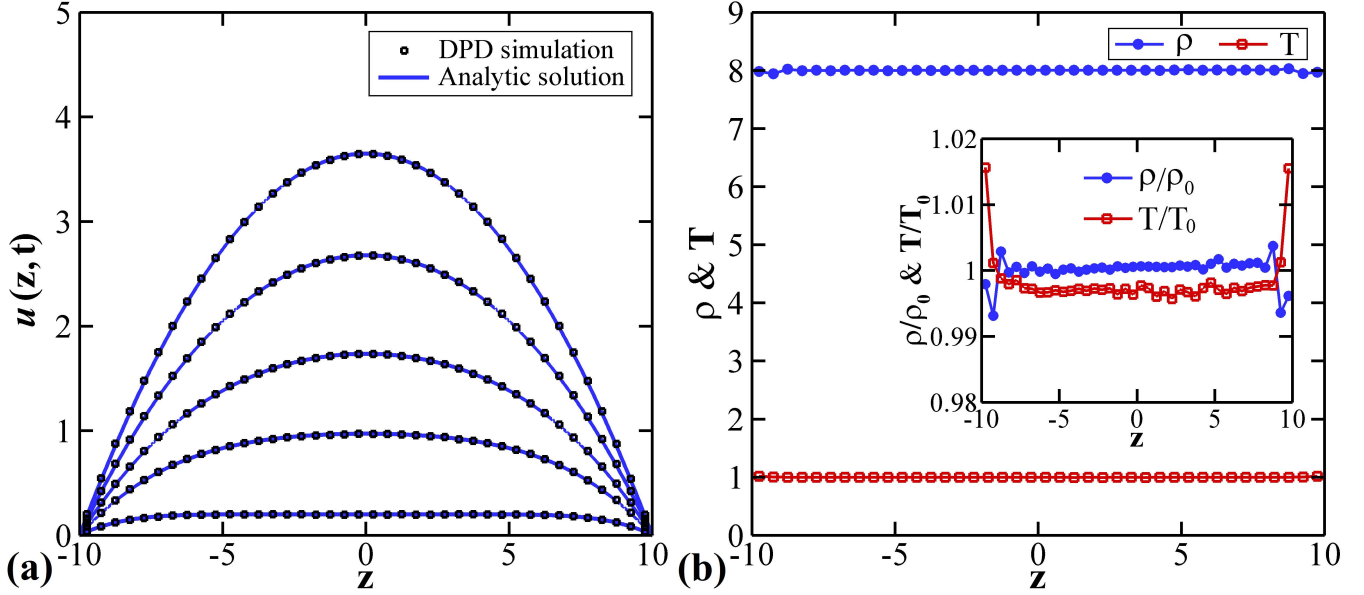 5
4
3
2
1
0
u(z, t)
DPD simulation
Analytic solution
-10
-5
0
5
10
z
(a)
9
8
7
6
5
4
3
2
1
0
ρ & T
ρ T
1.02
1.01
1
0.99
0.98
ρ/ρ₀ & T/T₀
ρ/ρ₀
T/T₀
-10
-5
0
5
10
z
-10
-5
0
5
10
z
(b)